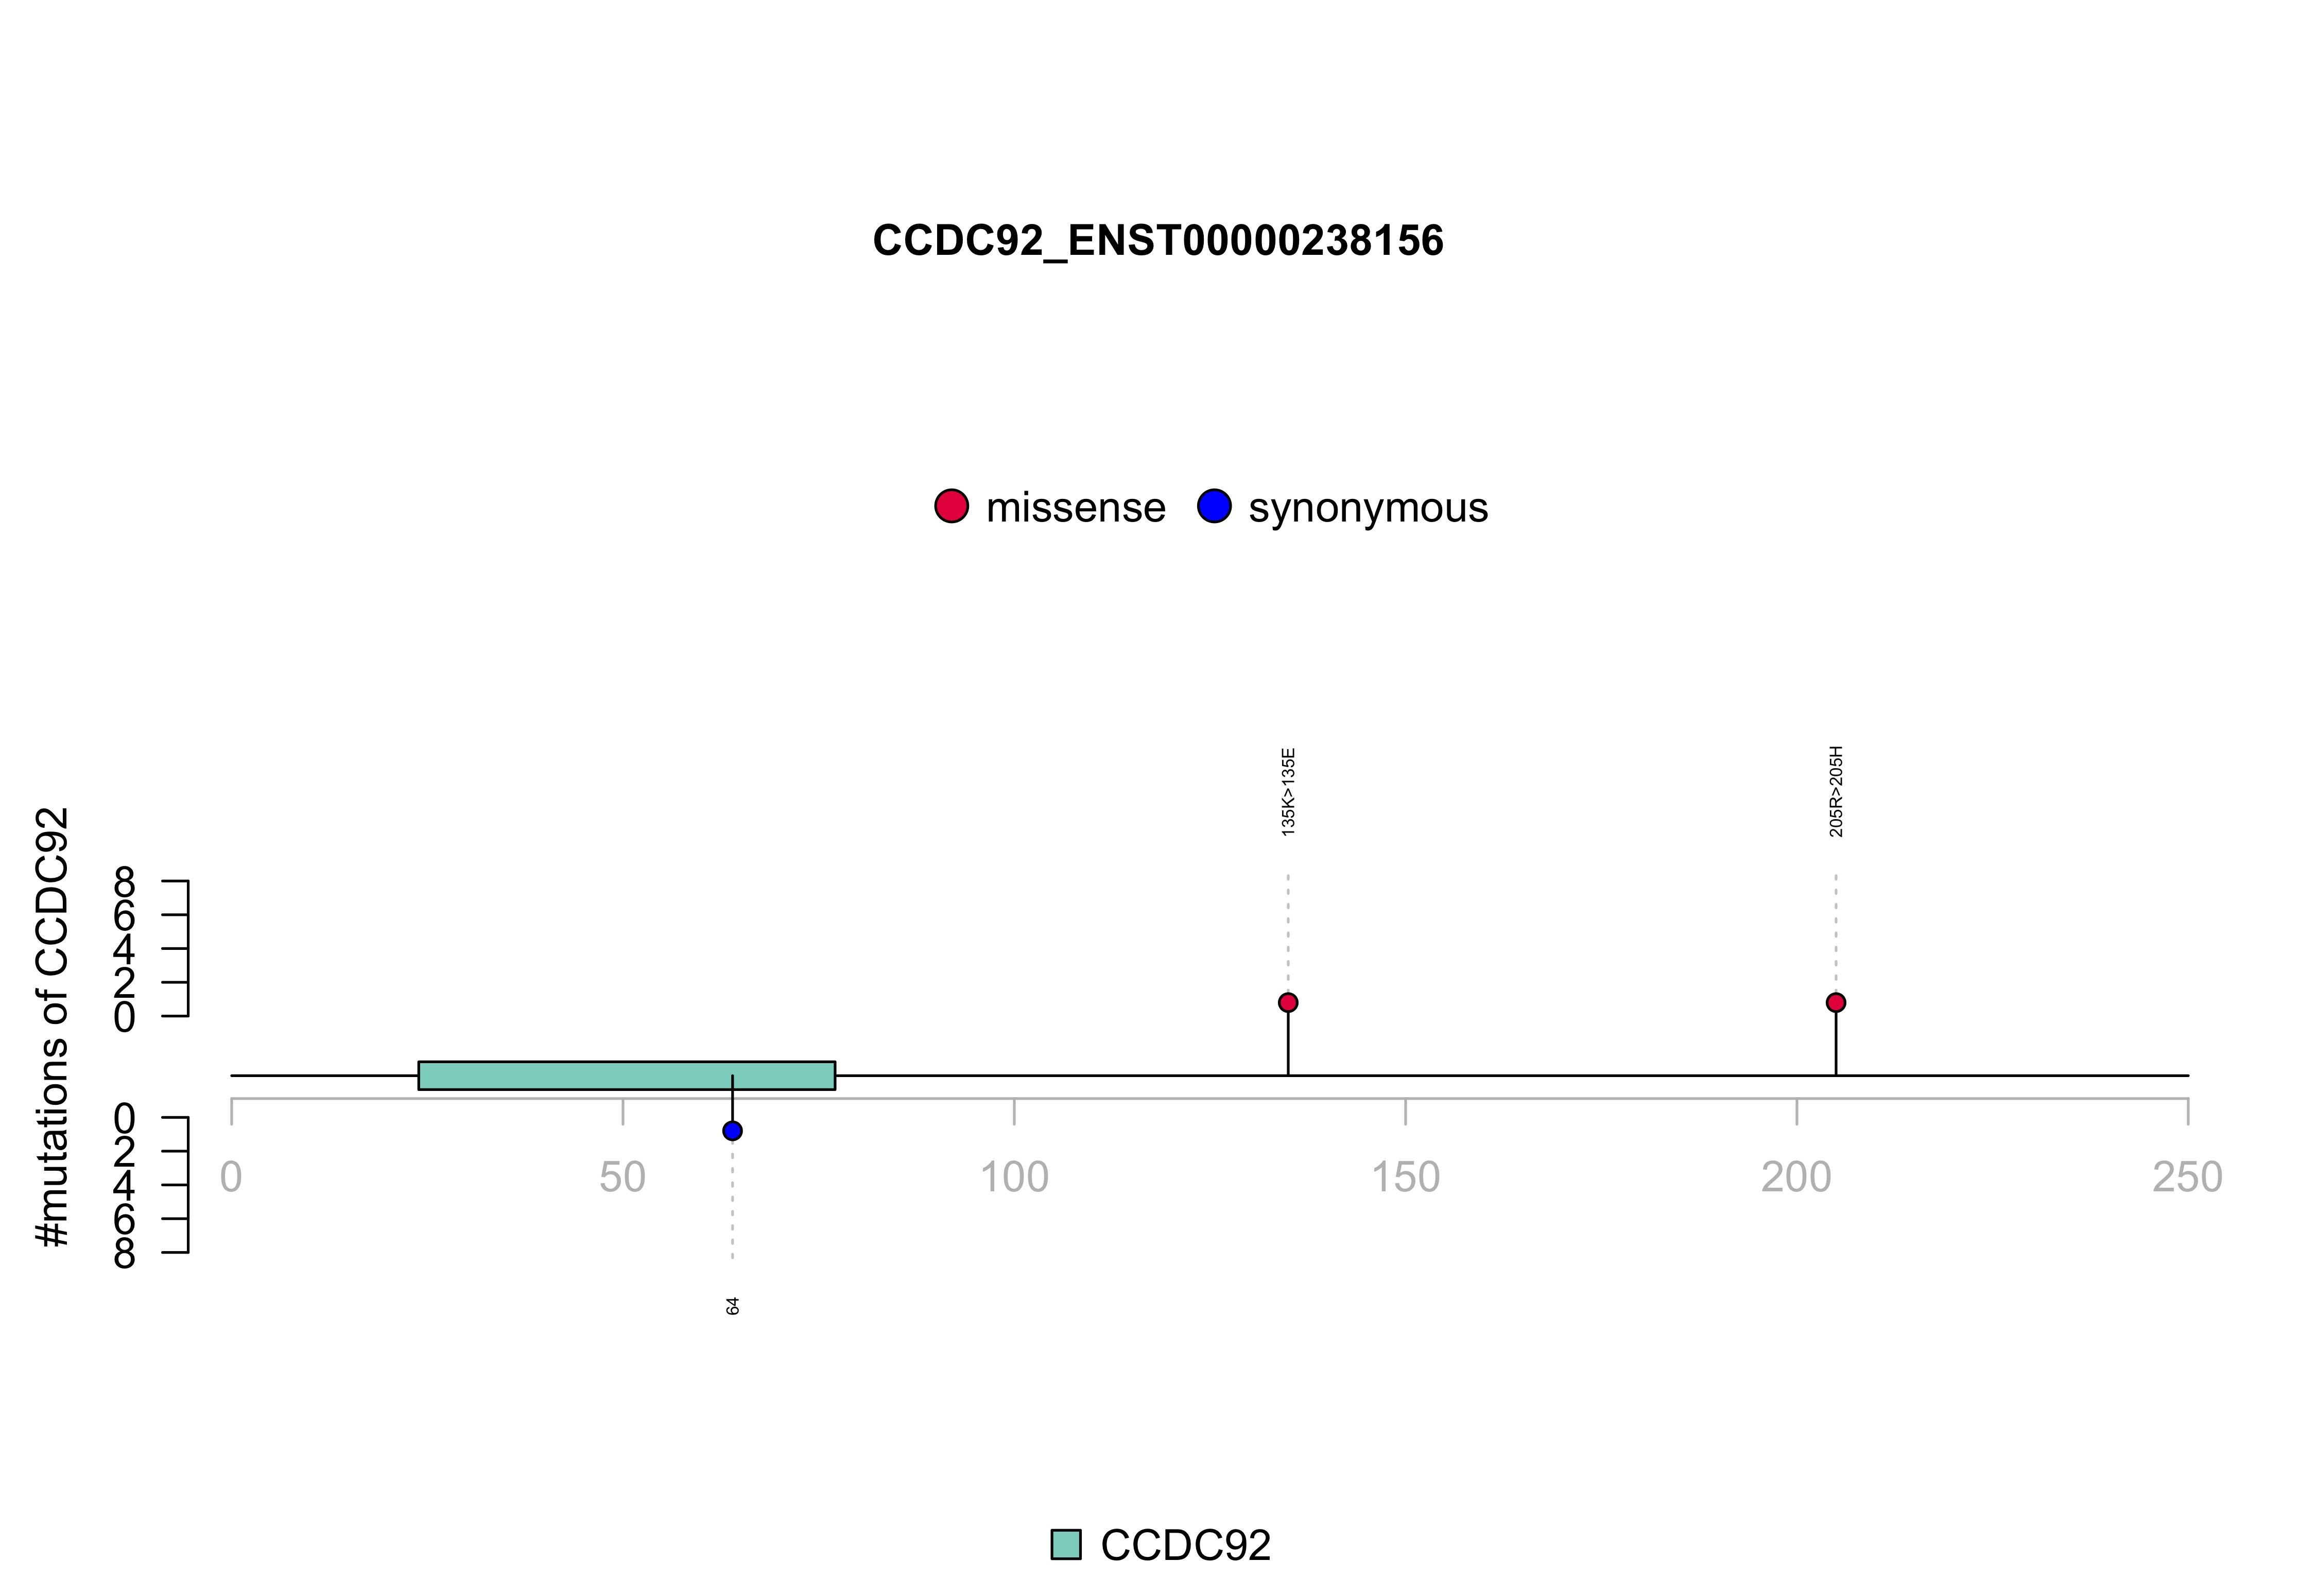 CCDC92_ENST00000238156
missense synonymous
135K>135E
205R>205H
#mutations of CCDC92
8
6
4
2
0
0
2
4
6
8
0 50 100 150 200 250
64
CCDC92